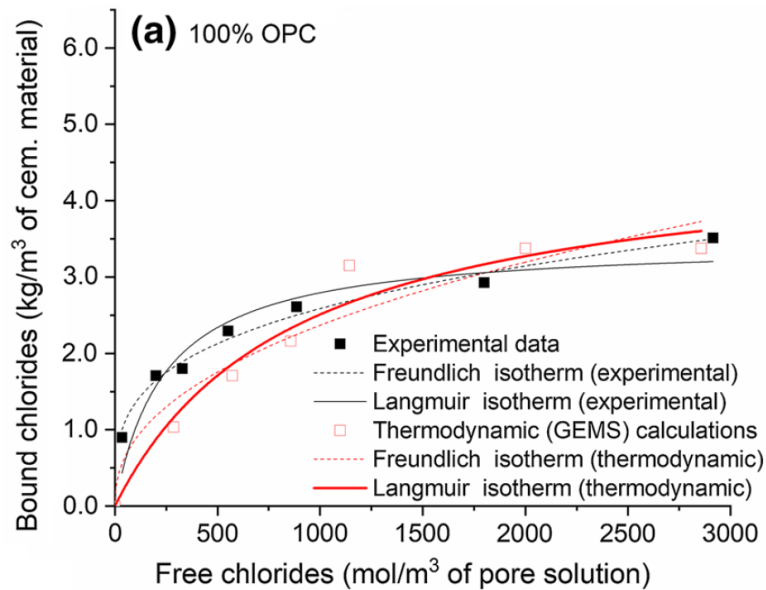 (a) 100% OPC
Bound chlorides (kg/m³ of cem. material)
6.0
5.0
4.0
3.0
2.0
1.0
0.0
Experimental data
Freundlich isotherm (experimental)
Langmuir isotherm (experimental)
Thermodynamic (GEMS) calculations
Freundlich isotherm (thermodynamic)
Langmuir isotherm (thermodynamic)
0 500 1000 1500 2000 2500 3000
Free chlorides (mol/m³ of pore solution)